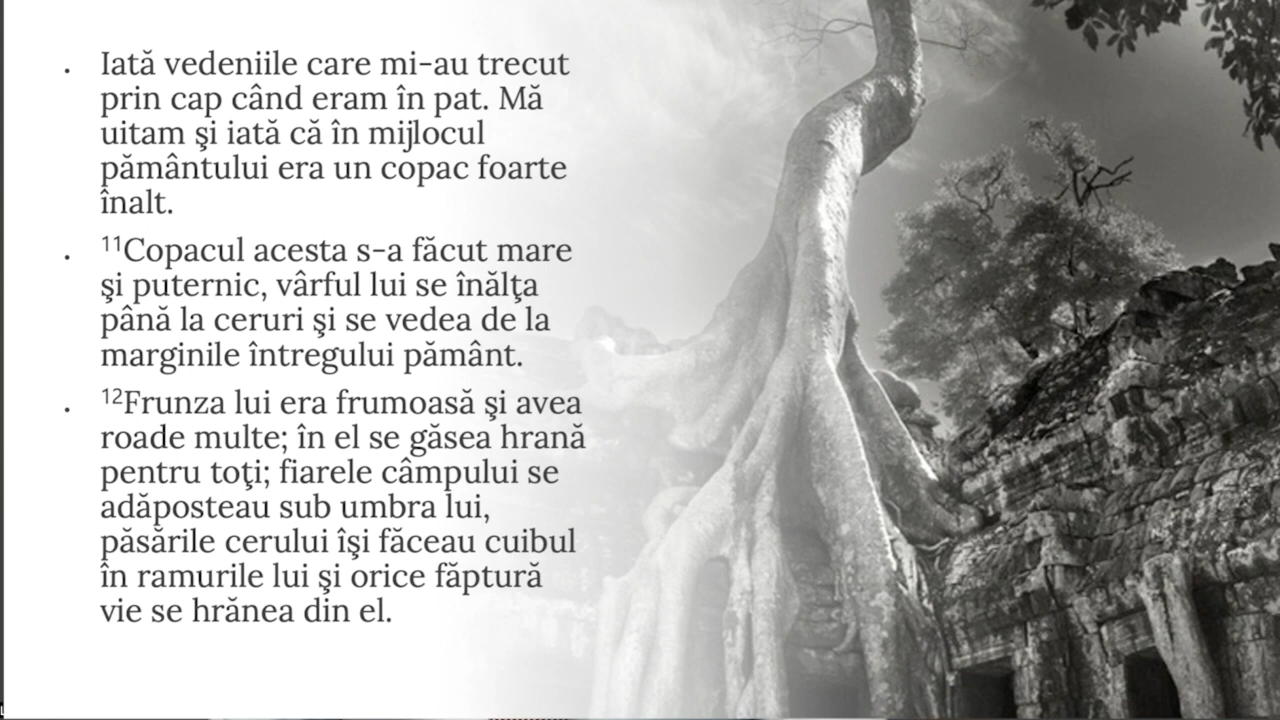 . Iată vedeniile care mi-au trecut
prin cap când eram în pat. Mă
uitam şi iată că în mijlocul
pământului era un copac foarte
înalt.
. ¹¹Copacul acesta s-a făcut mare
şi puternic, vârful lui se înălţa
până la ceruri şi se vedea de la
marginile întregului pământ.
. ¹²Frunza lui era frumoasă şi avea
roade multe; în el se găsea hrană
pentru toţi; fiarele câmpului se
adăposteau sub umbra lui,
păsările cerului îşi făceau cuibul
în ramurile lui şi orice făptură
vie se hrănea din el.